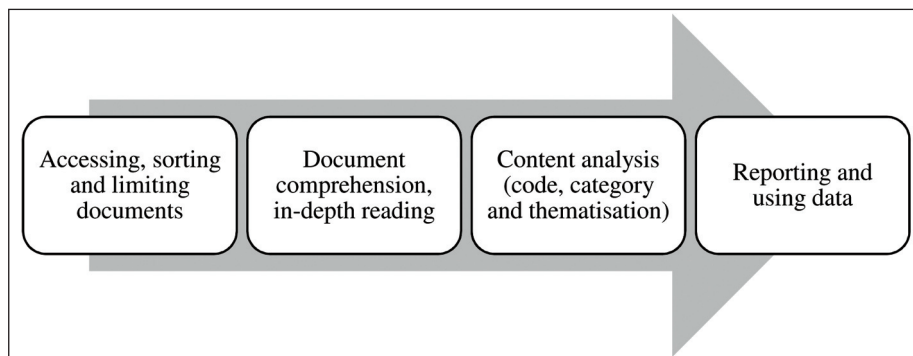 Accessing, sorting
and limiting
documents
Document
comprehension,
in-depth reading
Content analysis
(code, category
and thematisation)
Reporting and
using data